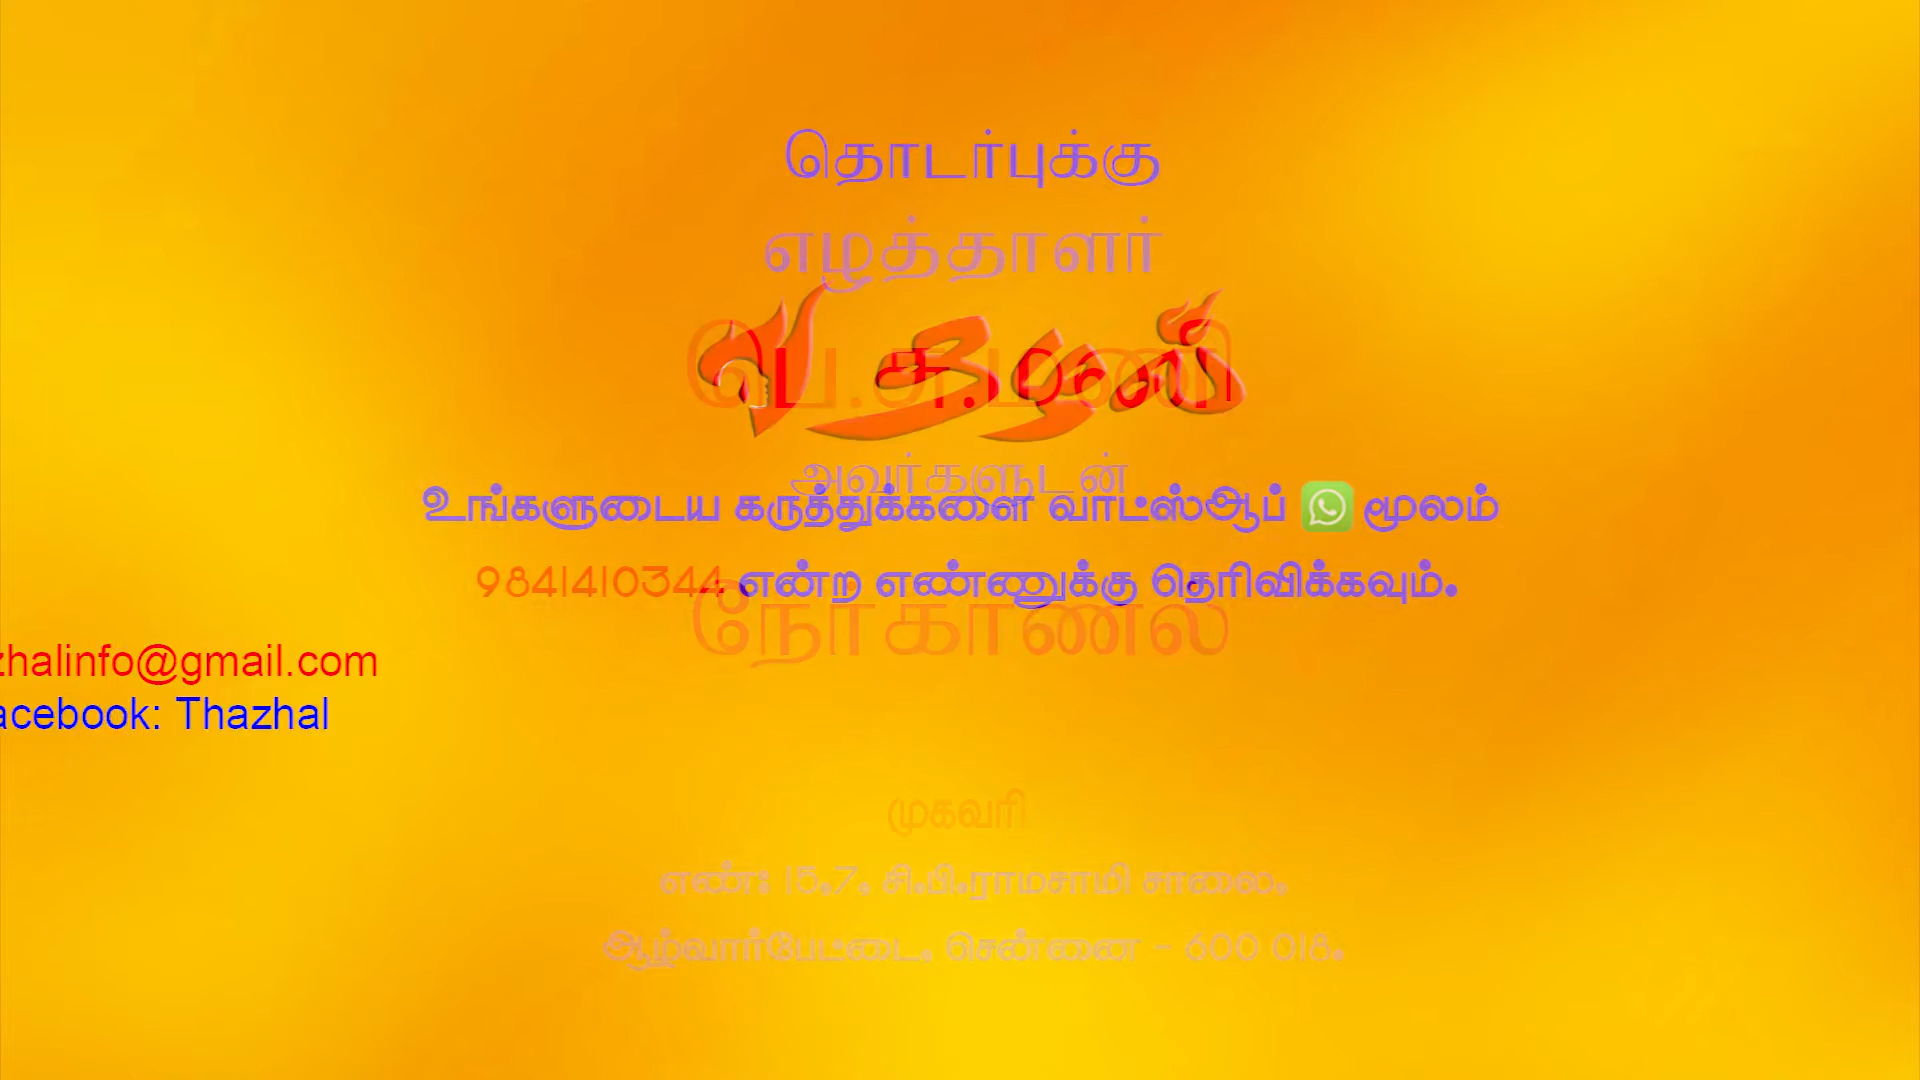 தொடர்புக்கு
எழுத்தாளர்
பெ.சு.மணி
தழல்
அவர்களுடன்
உங்களுடைய கருத்துக்களை வாட்ஸ்ஆப் மூலம்
9841410344 என்ற எண்ணுக்கு தெரிவிக்கவும்.
நேர்காணல்
zhalinfo@gmail.com
acebook: Thazhal
முகவரி
எண்: 15,7, சி.பி.ராமசாமி சாலை,
ஆழ்வார்பேட்டை, சென்னை - 600 018.